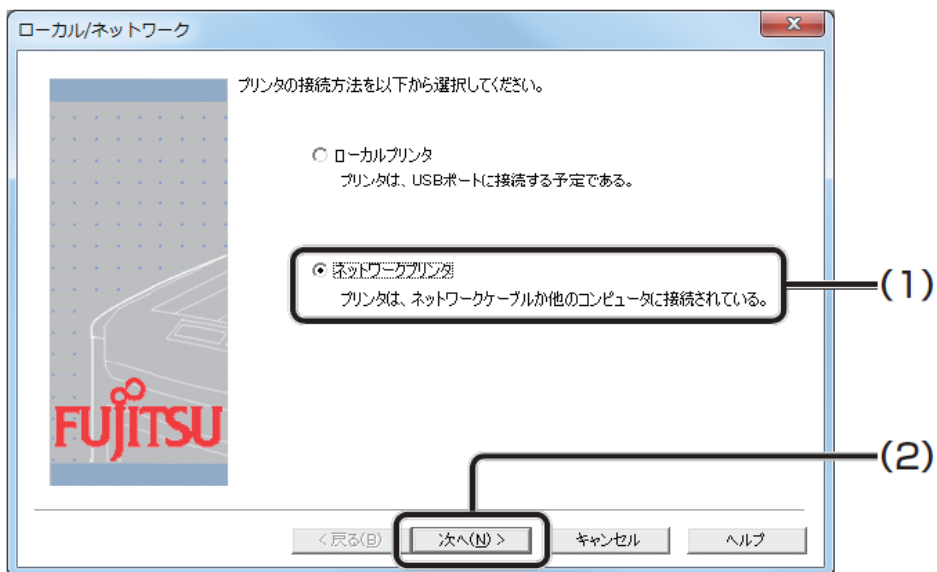 ローカル/ネットワーク
プリンタの接続方法を以下から選択してください。
ローカルプリンタ
プリンタは、USBポートに接続する予定である。
ネットワークプリンタ
プリンタは、ネットワークケーブルか他のコンピュータに接続されている。
(1)
FUJITSU
(2)
< 戻る(B)
次へ(N) >
キャンセル
ヘルプ